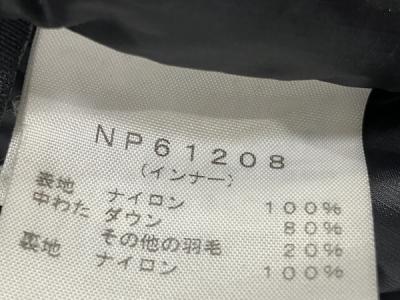 NP61208
(インナー)
表地 ナイロン 100%
中わた ダウン 80%
その他の羽毛 20%
裏地 ナイロン 100%